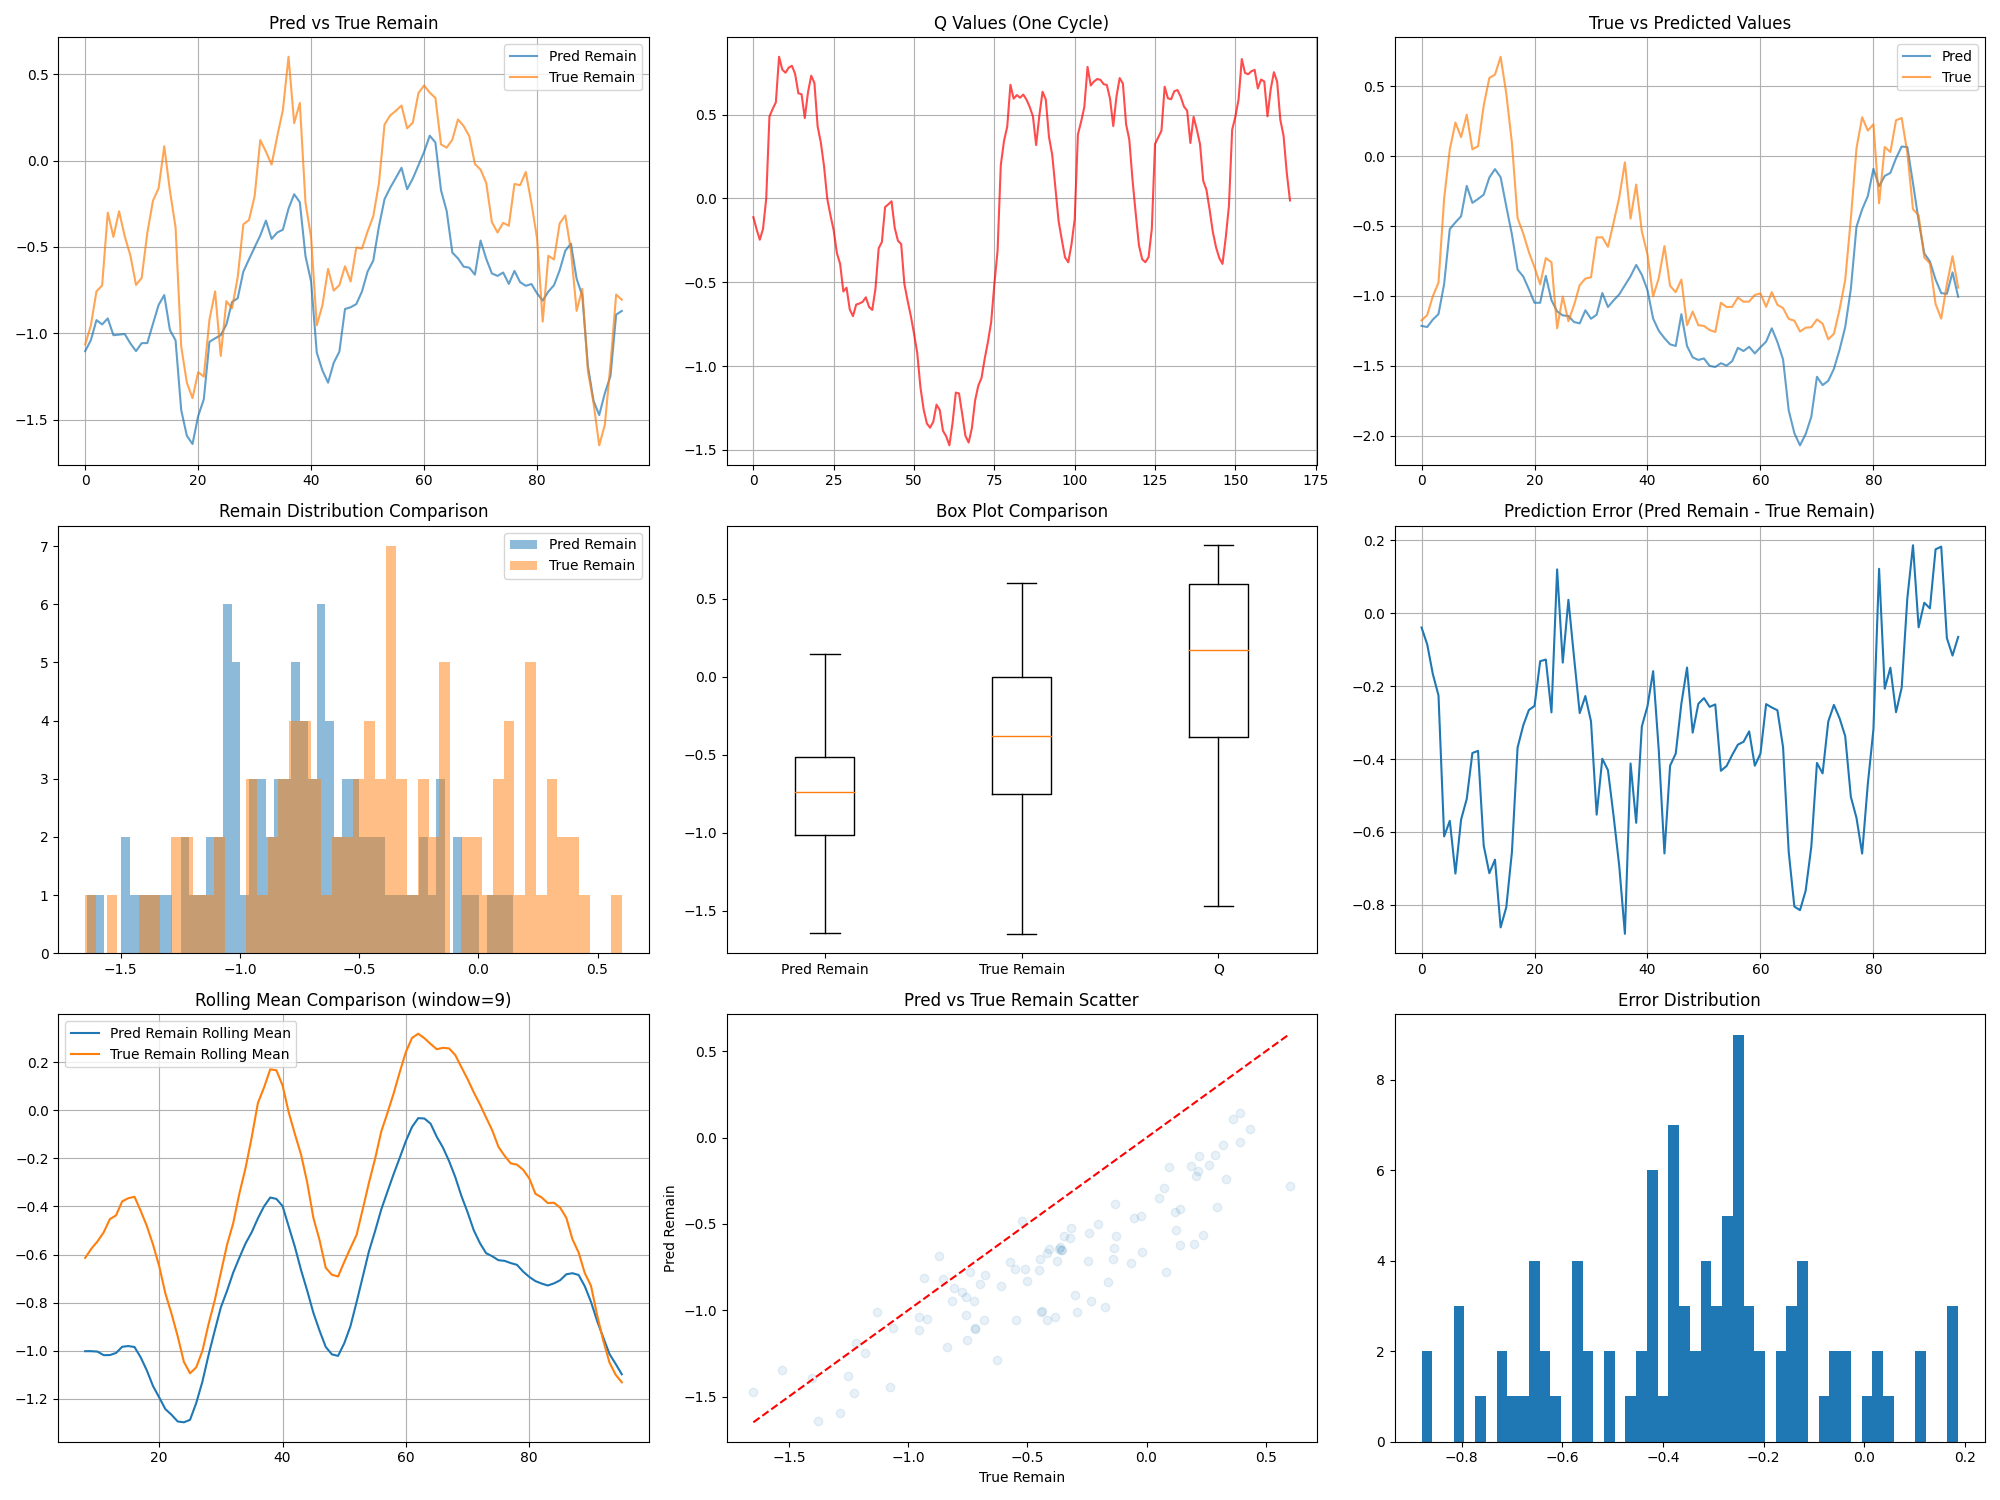 Pred vs True Remain
Pred Remain
True Remain
0.5
0.0
−0.5
−1.0
−1.5
0 20 40 60 80
Q Values (One Cycle)
0.5
0.0
−0.5
−1.0
−1.5
0 25 50 75 100 125 150 175
True vs Predicted Values
Pred
True
0.5
0.0
−0.5
−1.0
−1.5
−2.0
0 20 40 60 80
Remain Distribution Comparison
Pred Remain
True Remain
7
6
5
4
3
2
1
0
−1.5 −1.0 −0.5 0.0 0.5
Box Plot Comparison
0.5
0.0
−0.5
−1.0
−1.5
Pred Remain True Remain Q
Prediction Error (Pred Remain - True Remain)
0.2
0.0
−0.2
−0.4
−0.6
−0.8
0 20 40 60 80
Rolling Mean Comparison (window=9)
Pred Remain Rolling Mean
True Remain Rolling Mean
0.2
0.0
−0.2
−0.4
−0.6
−0.8
−1.0
−1.2
20 40 60 80
Pred vs True Remain Scatter
Pred Remain
0.5
0.0
−0.5
−1.0
−1.5
−1.5 −1.0 −0.5 0.0 0.5
True Remain
Error Distribution
8
6
4
2
0
−0.8 −0.6 −0.4 −0.2 0.0 0.2